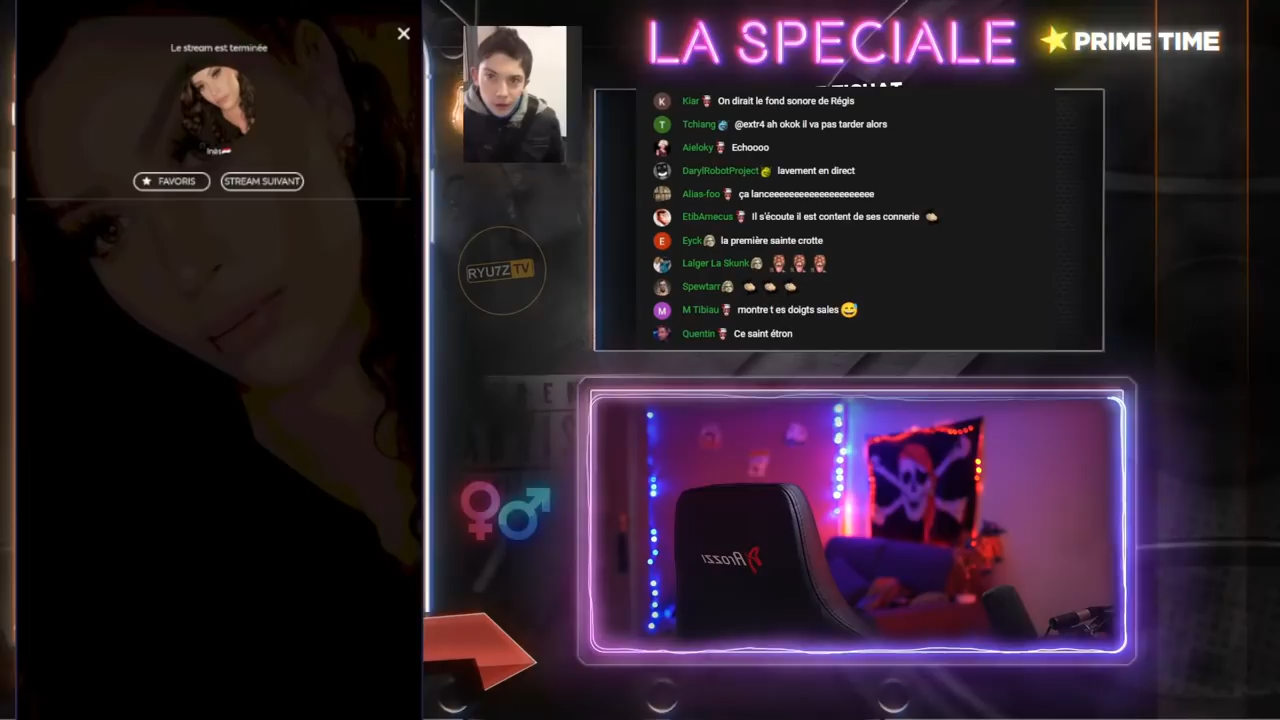 Le stream est terminée
Inès
FAVORIS
STREAM SUIVANT
LA SPECIALE
PRIME TIME
RYU7Z TV
Kiar On dirait le fond sonore de Régis
Tchiang @extr4 ah okok il va pas tarder alors
Aieloky Echoooo
DarylRobotProject lavement en direct
Alias-foo ça lanceeeeeeeeeeeeeeeeeeeee
EtibAmecus Il s'écoute il est content de ses connerie
Eyck la première sainte crotte
Lalger La Skunk
Spewtarr
M Tibiau montre t es doigts sales
Quentin Ce saint étron
Arozzi